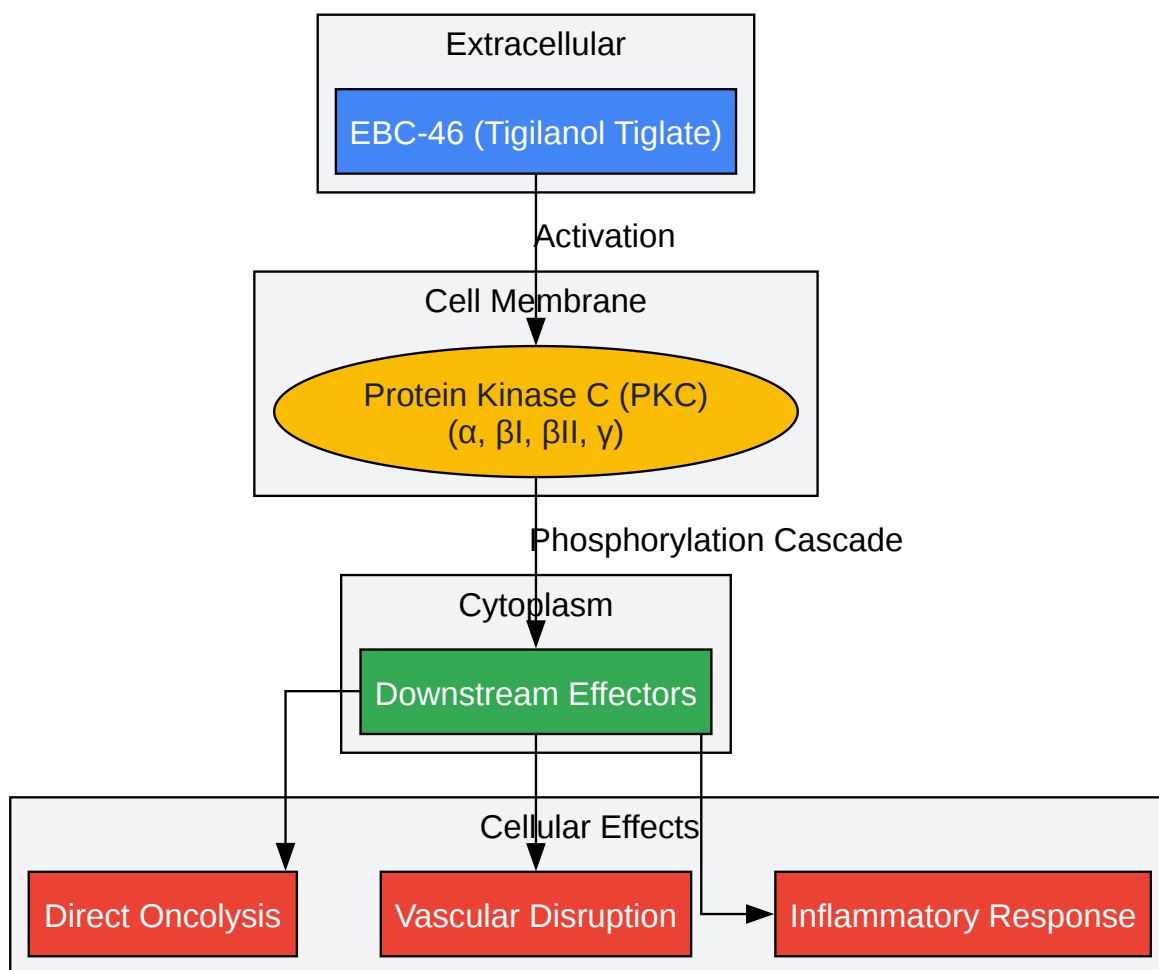 Extracellular
EBC-46 (Tigilanol Tiglate)
Activation
Cell Membrane
Protein Kinase C (PKC)
(α, βI, βII, γ)
Phosphorylation Cascade
Cytoplasm
Downstream Effectors
Cellular Effects
Direct Oncolysis
Vascular Disruption
Inflammatory Response